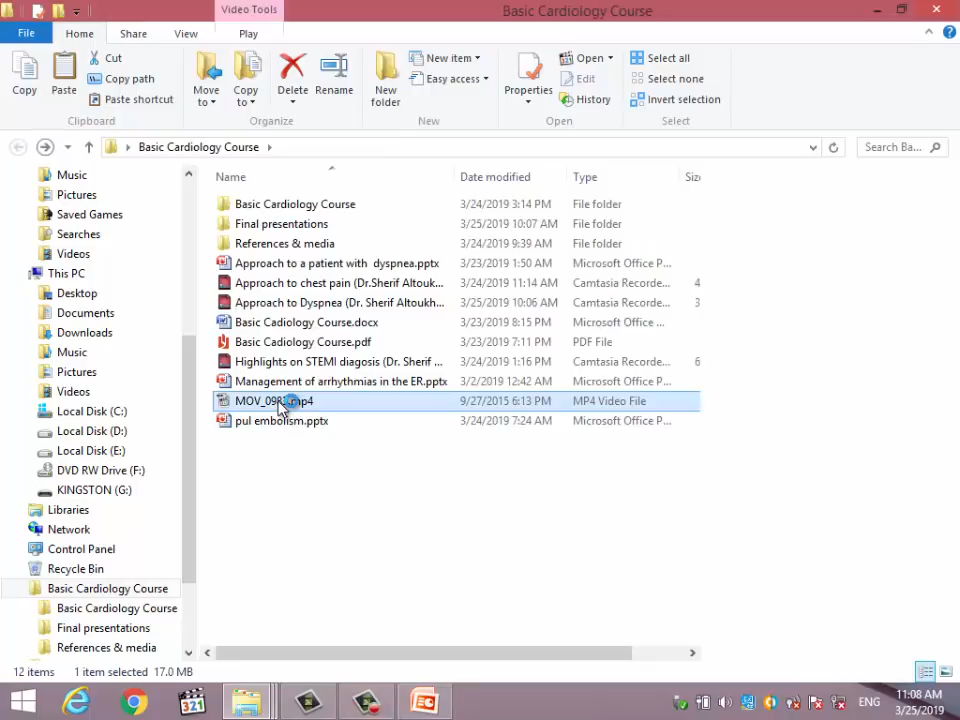 Video Tools
Basic Cardiology Course
File
Home
Share
View
Play
Copy
Paste
Cut
Copy path
Paste shortcut
Clipboard
Move to
Copy to
Delete
Rename
Organize
New folder
New item
Easy access
New
Properties
Open
Edit
History
Open
Select all
Select none
Invert selection
Select
Basic Cardiology Course
Search Ba...
Music
Pictures
Saved Games
Searches
Videos
This PC
Desktop
Documents
Downloads
Music
Pictures
Videos
Local Disk (C:)
Local Disk (D:)
Local Disk (E:)
DVD RW Drive (F:)
KINGSTON (G:)
Libraries
Network
Control Panel
Recycle Bin
Basic Cardiology Course
Basic Cardiology Course
Final presentations
References & media
Name Date modified Type
Basic Cardiology Course 3/24/2019 3:14 PM File folder
Final presentations 3/25/2019 10:07 AM File folder
References & media 3/24/2019 9:39 AM File folder
Approach to a patient with dyspnea.pptx 3/23/2019 1:50 AM Microsoft Office P...
Approach to chest pain (Dr.Sherif Altouk... 3/24/2019 11:14 AM Camtasia Recorde... 4
Approach to Dyspnea (Dr. Sherif Altoukh... 3/25/2019 10:06 AM Camtasia Recorde... 3
Basic Cadiology Course.docx 3/23/2019 8:15 PM Microsoft Office ...
Basic Cadiology Course.pdf 3/23/2019 7:11 PM PDF File
Highlights on STEMI diagosis (Dr. Sherif ... 3/24/2019 1:16 PM Camtasia Recorde... 6
Management of arrhythmias in the ER.pptx 3/2/2019 12:42 AM Microsoft Office P...
9/27/2015 6:13 PM MP4 Video File
pul embolism.pptx 3/24/2019 7:24 AM Microsoft Office P...
12 items 1 item selected 17.0 MB
321
ENG
11:08 AM
3/25/2019